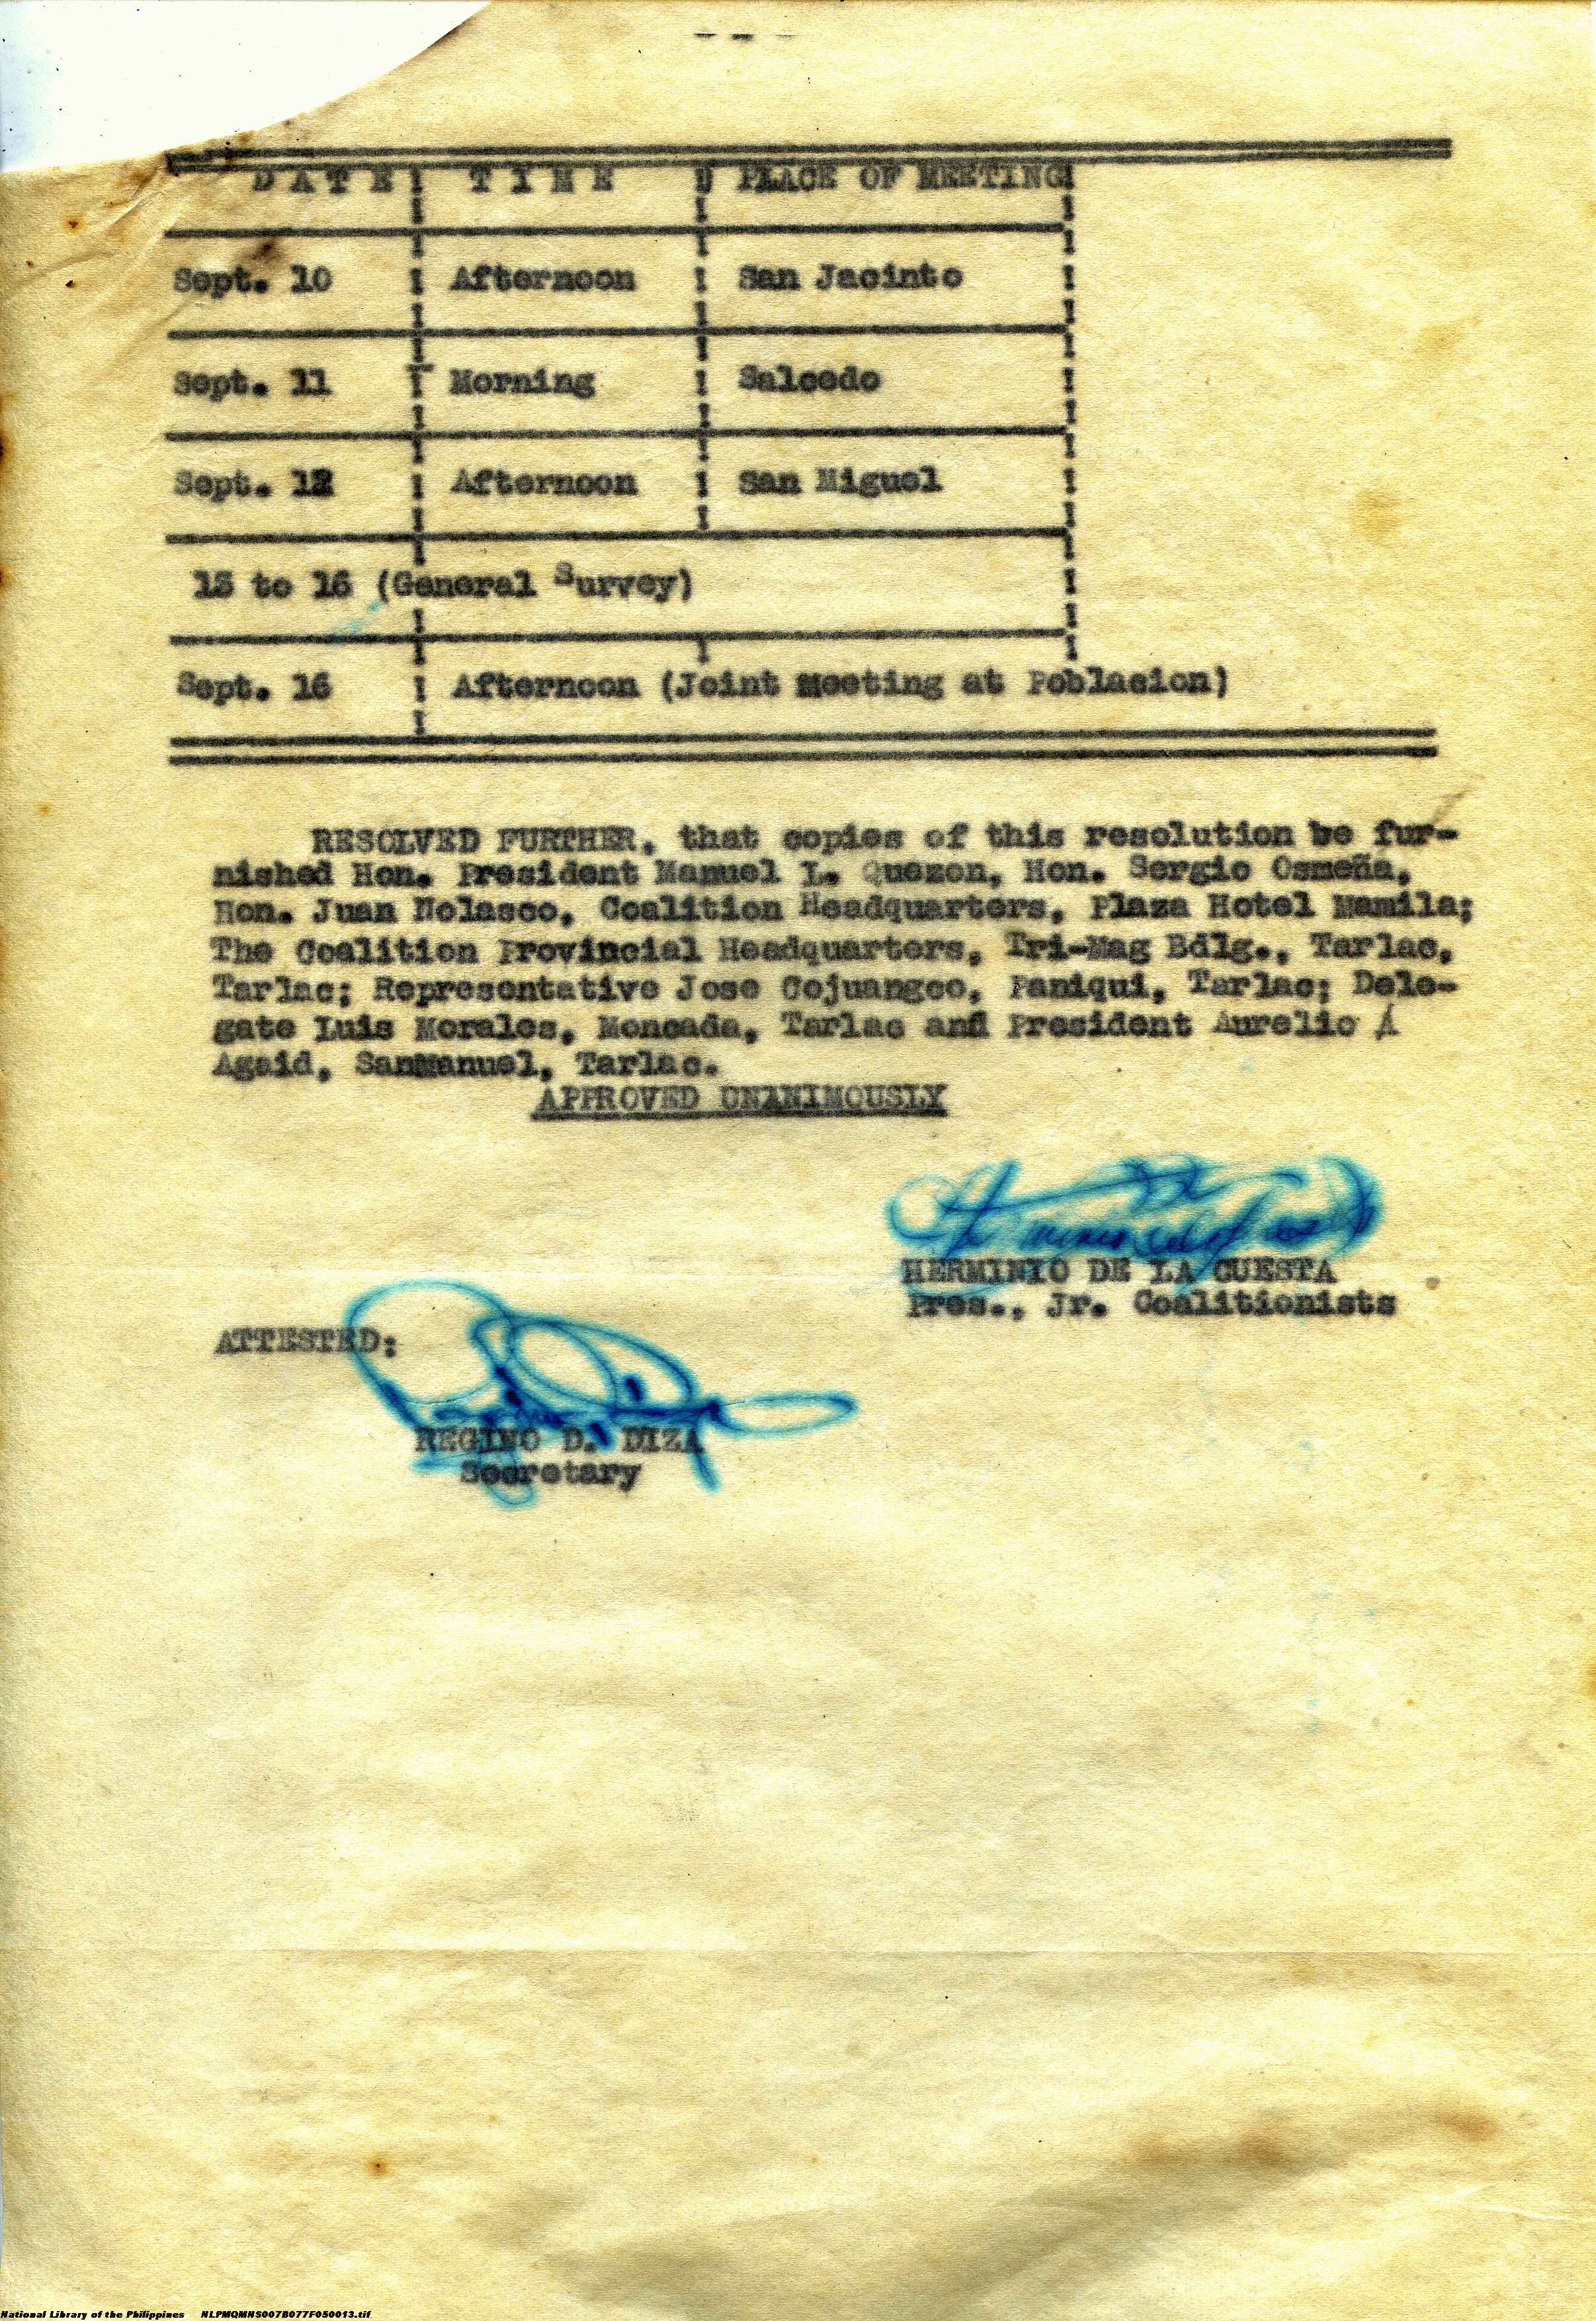 DATE TIME PLACE OF MEETING
Sept. 10 Afternoon San Jacinto
Sept. 11 Morning Salcedo
Sept. 12 Afternoon San Miguel
13 to 16 (General Survey)
Sept. 16 Afternoon (Joint Meeting at Poblacion)
RESOLVED FURTHER, that copies of this resolution be fur-
nished Hon. President Manuel L. Quezon, Hon. Sergio Osmeña,
Hon. Juan Nolasco, Coalition Headquarters, Plaza Hotel Manila;
The Coalition Provincial Headquarters, Tri-Mag Bdlg., Tarlac,
Tarlac; Representative Jose Cojuangco, Paniqui, Tarlac; Dele-
gate Luis Morales, Moncada, Tarlac and President Aurelio A
Agaid, SanManuel, Tarlac.
APPROVED UNANIMOUSLY
HERMINIO DE LA CUESTA
Pres., Jr. Coalitionists
ATTESTED:
REGINO D. DIZA
Secretary
National Library of the Philippines NLPMQMNS007B077F050013.tif